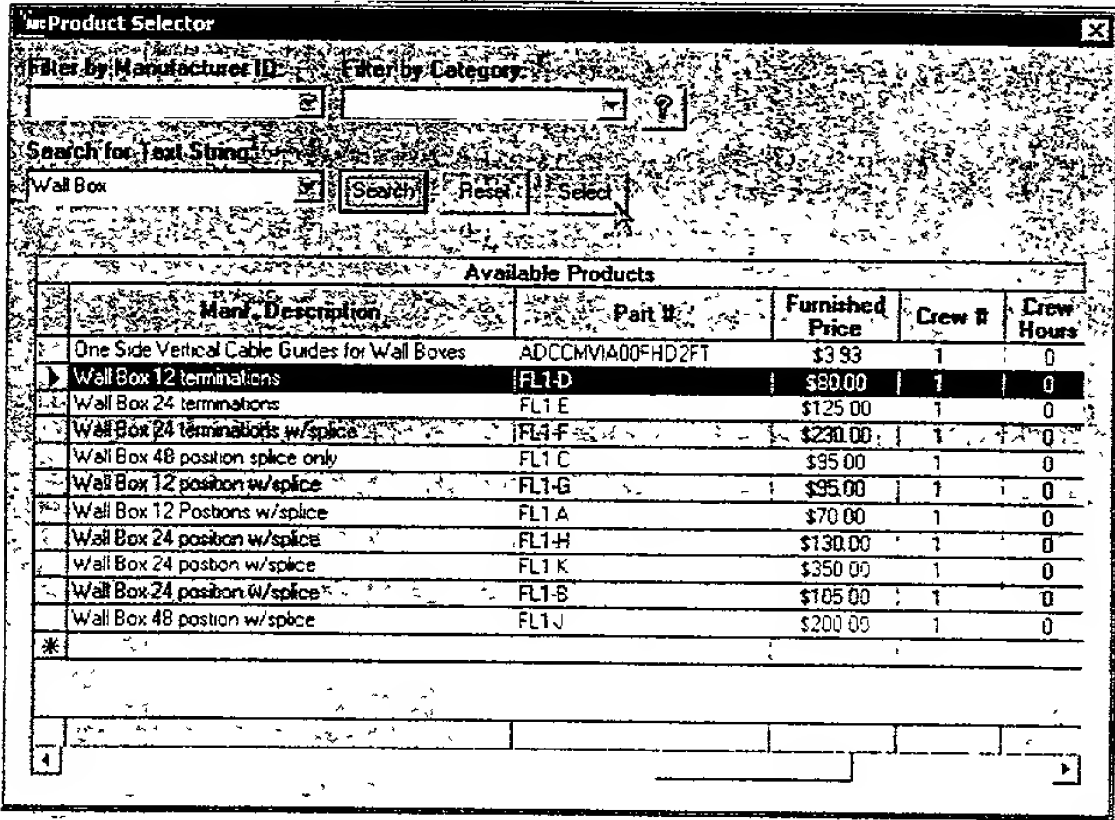 Product Selector
Filter by Manufacturer ID: Filter by Category:
?
Search for Text String:
Wall Box Search Reset Select
Available Products
Manf. Description Part # Furnished Price Crew # Crew Hours
One Side Vertical Cable Guides for Wall Boxes ADCCMVIA00FHD2FT $3.93 1 0
Wall Box 12 terminations FL1-D $80.00 1 0
Wall Box 24 terminations FL1-E $125.00 1 0
Wall Box 24 terminations w/splice FL1-F $230.00 1 0
Wall Box 48 position splice only FL1-C $95.00 1 0
Wall Box 12 position w/splice FL1-G $95.00 1 0
Wall Box 12 Postions w/splice FL1-A $70.00 1 0
Wall Box 24 position w/splice FL1-H $130.00 1 0
Wall Box 24 postion w/splice FL1-K $350.00 1 0
Wall Box 24 position w/splice FL1-B $105.00 1 0
Wall Box 48 postion w/splice FL1-J $200.00 1 0